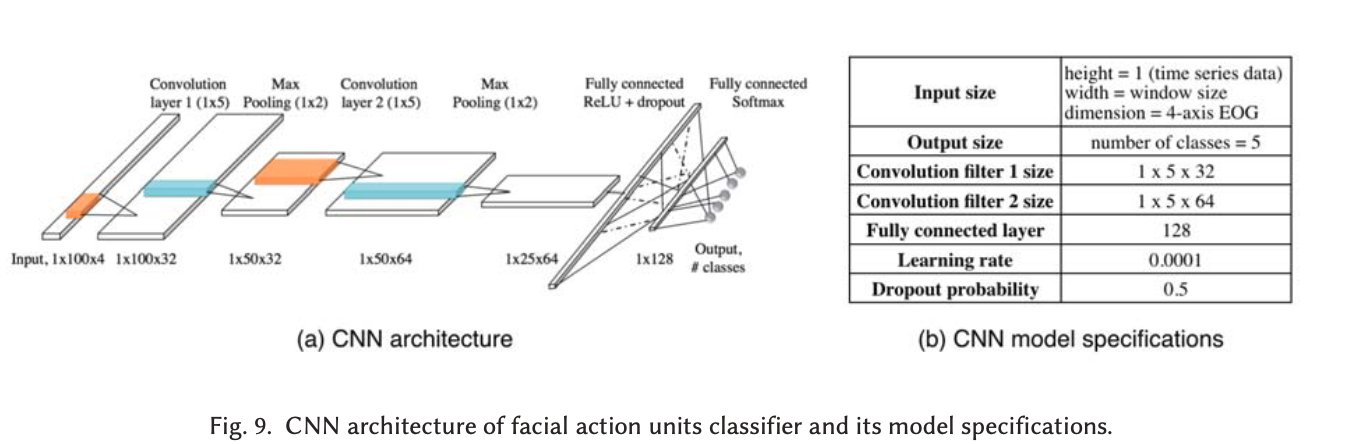 Convolution
layer 1 (1x5)
Max
Pooling (1x2)
Convolution
layer 2 (1x5)
Max
Pooling (1x2)
Fully connected
ReLU + dropout
Fully connected
Softmax
Input, 1x100x4
1x100x32
1x50x32
1x50x64
1x25x64
1x128
Output,
# classes
(a) CNN architecture
Input size
height = 1 (time series data)
width = window size
dimension = 4-axis EOG
Output size
number of classes = 5
Convolution filter 1 size
1 x 5 x 32
Convolution filter 2 size
1 x 5 x 64
Fully connected layer
128
Learning rate
0.0001
Dropout probability
0.5
(b) CNN model specifications
Fig. 9. CNN architecture of facial action units classifier and its model specifications.